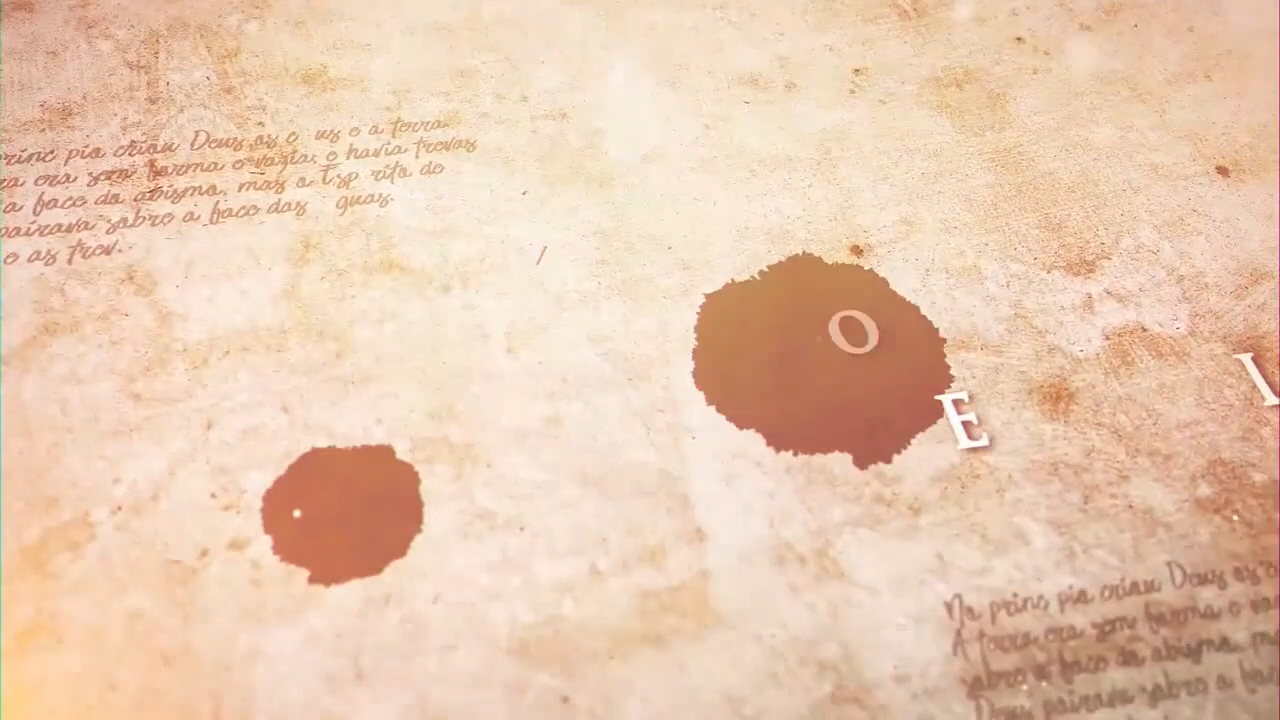 princ pio criou Deus os c us e a terra.
ra era sem forma e vazia; e havia trevas
a face do abismo, mas o Esp rito de
pairava sobre a face das guas.
e as trev.
O
E
L
No princ pio criou Deus os c
A terra era sem forma e vaz
sobre a face do abismo, m
Deus pairava sobre a fac